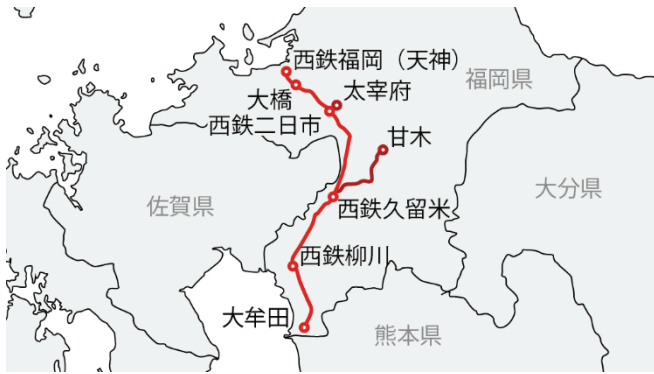 西鉄福岡（天神）
福岡県
大橋
太宰府
西鉄二日市
甘木
大分県
佐賀県
西鉄久留米
西鉄柳川
大牟田
熊本県